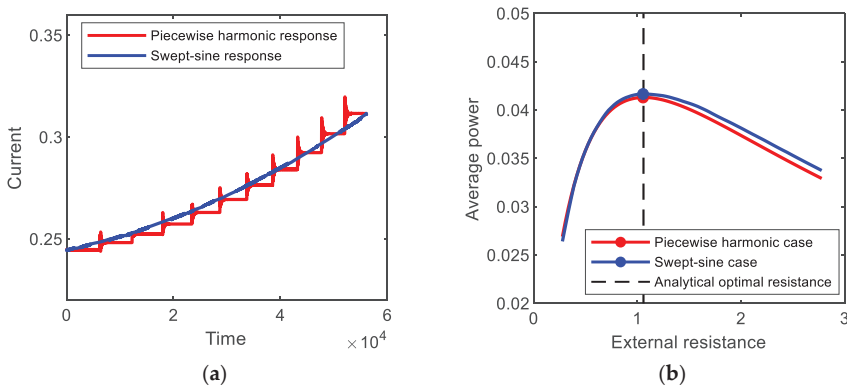 0.35
0.3
0.25
Current
Piecewise harmonic response
Swept-sine response
0 2 4 6
Time
× 10⁴
(a)
0.05
0.045
0.04
0.035
0.03
0.025
0.02
Average power
Piecewise harmonic case
Swept-sine case
Analytical optimal resistance
0 1 2 3
External resistance
(b)